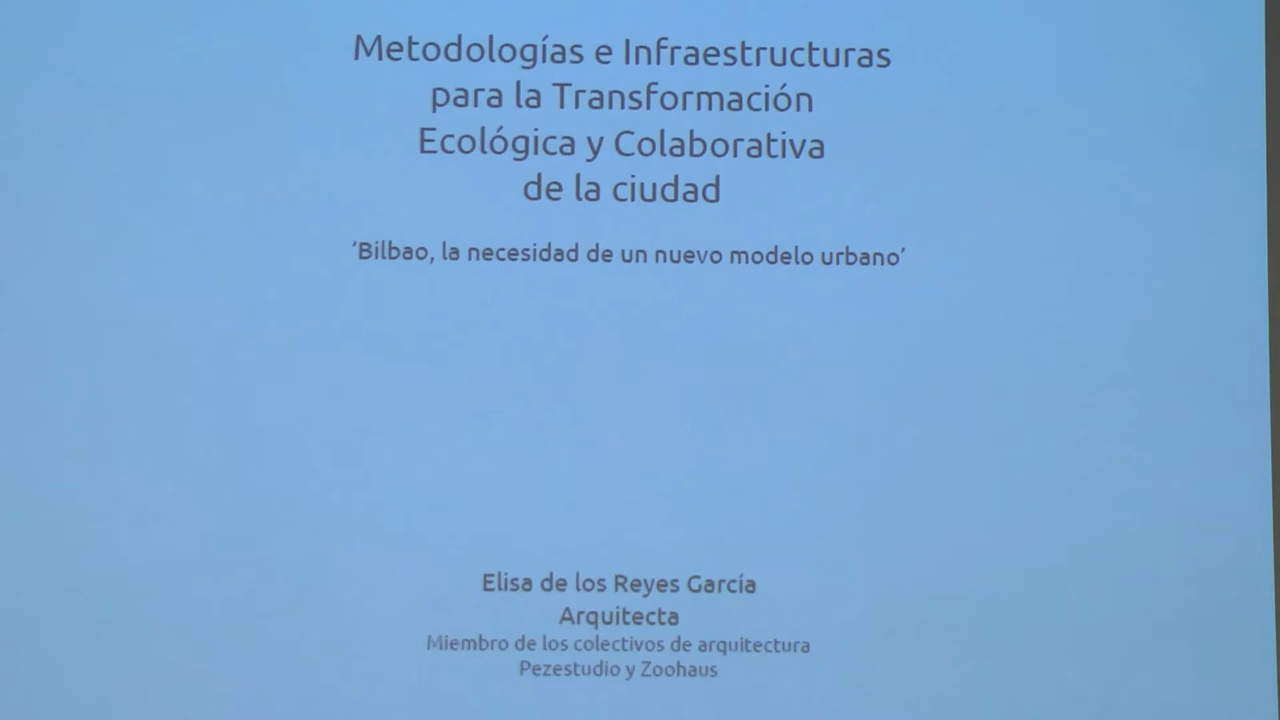 Metodologías e Infraestructuras
para la Transformación
Ecológica y Colaborativa
de la ciudad
‘Bilbao, la necesidad de un nuevo modelo urbano’
Elisa de los Reyes García
Arquitecta
Miembro de los colectivos de arquitectura
Pezestudio y Zoohaus